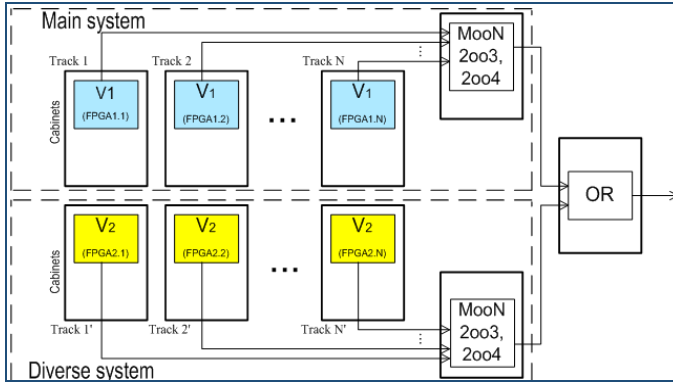 Main system
Track 1
Track 2
Track N
MooN
2oo3,
2oo4
Cabinets
V1
(FPGA1.1)
V1
(FPGA1.2)
...
V1
(FPGA1.N)
OR
Cabinets
V2
(FPGA2.1)
V2
(FPGA2.2)
...
V2
(FPGA2.N)
Track 1'
Track 2'
Track N'
MooN
2oo3,
2oo4
Diverse system